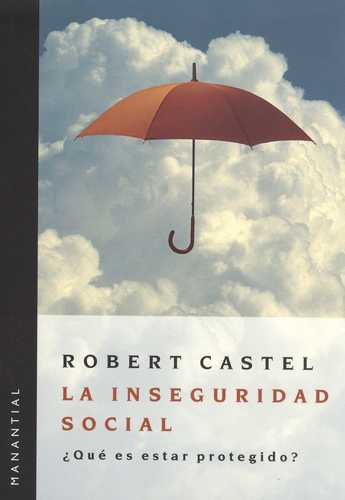 ROBERT CASTEL
LA INSEGURIDAD
SOCIAL
¿Qué es estar protegido?
MANANTIAL